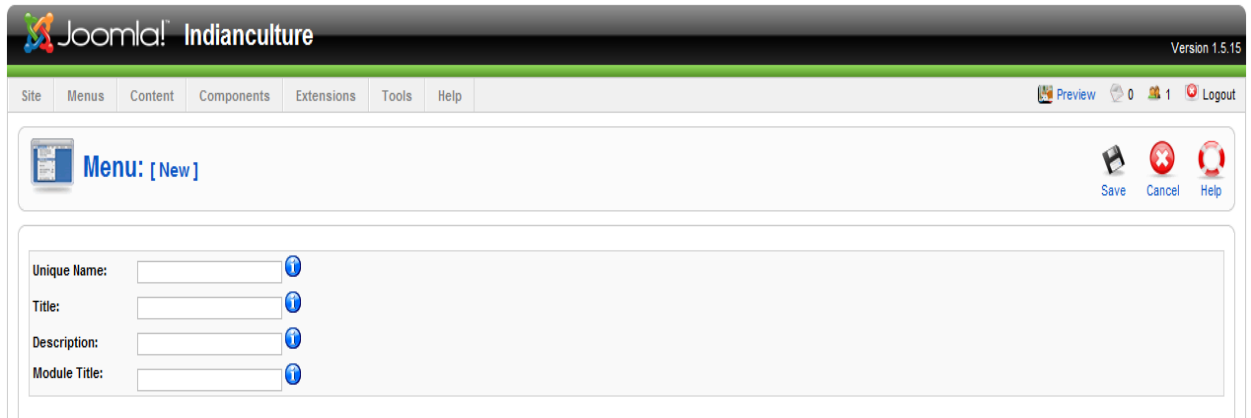 Joomla! Indianculture
Version 1.5.15
Site Menus Content Components Extensions Tools Help Preview 0 1 Logout
Menu: [ New ]
Save Cancel Help
Unique Name:
Title:
Description:
Module Title: